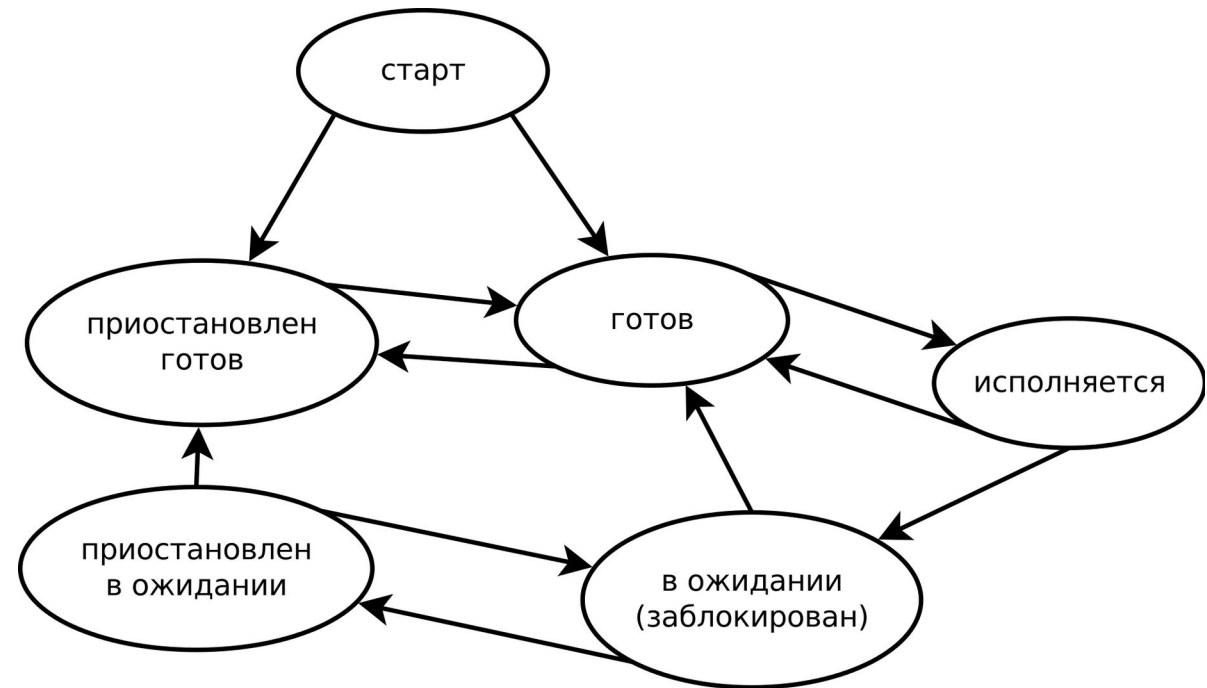 старт
приостановлен
готов
готов
исполняется
приостановлен
в ожидании
в ожидании
(заблокирован)